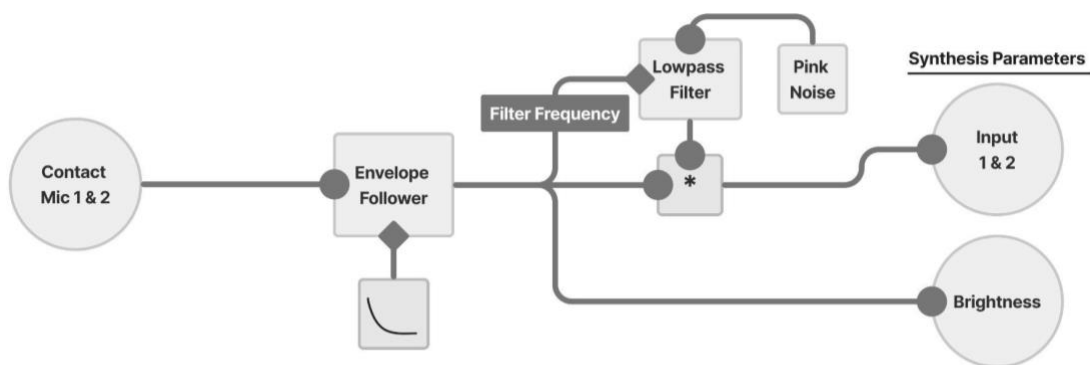 Synthesis Parameters
Lowpass
Filter
Pink
Noise
Filter Frequency
Contact
Mic 1 & 2
Envelope
Follower
*
Input
1 & 2
Brightness